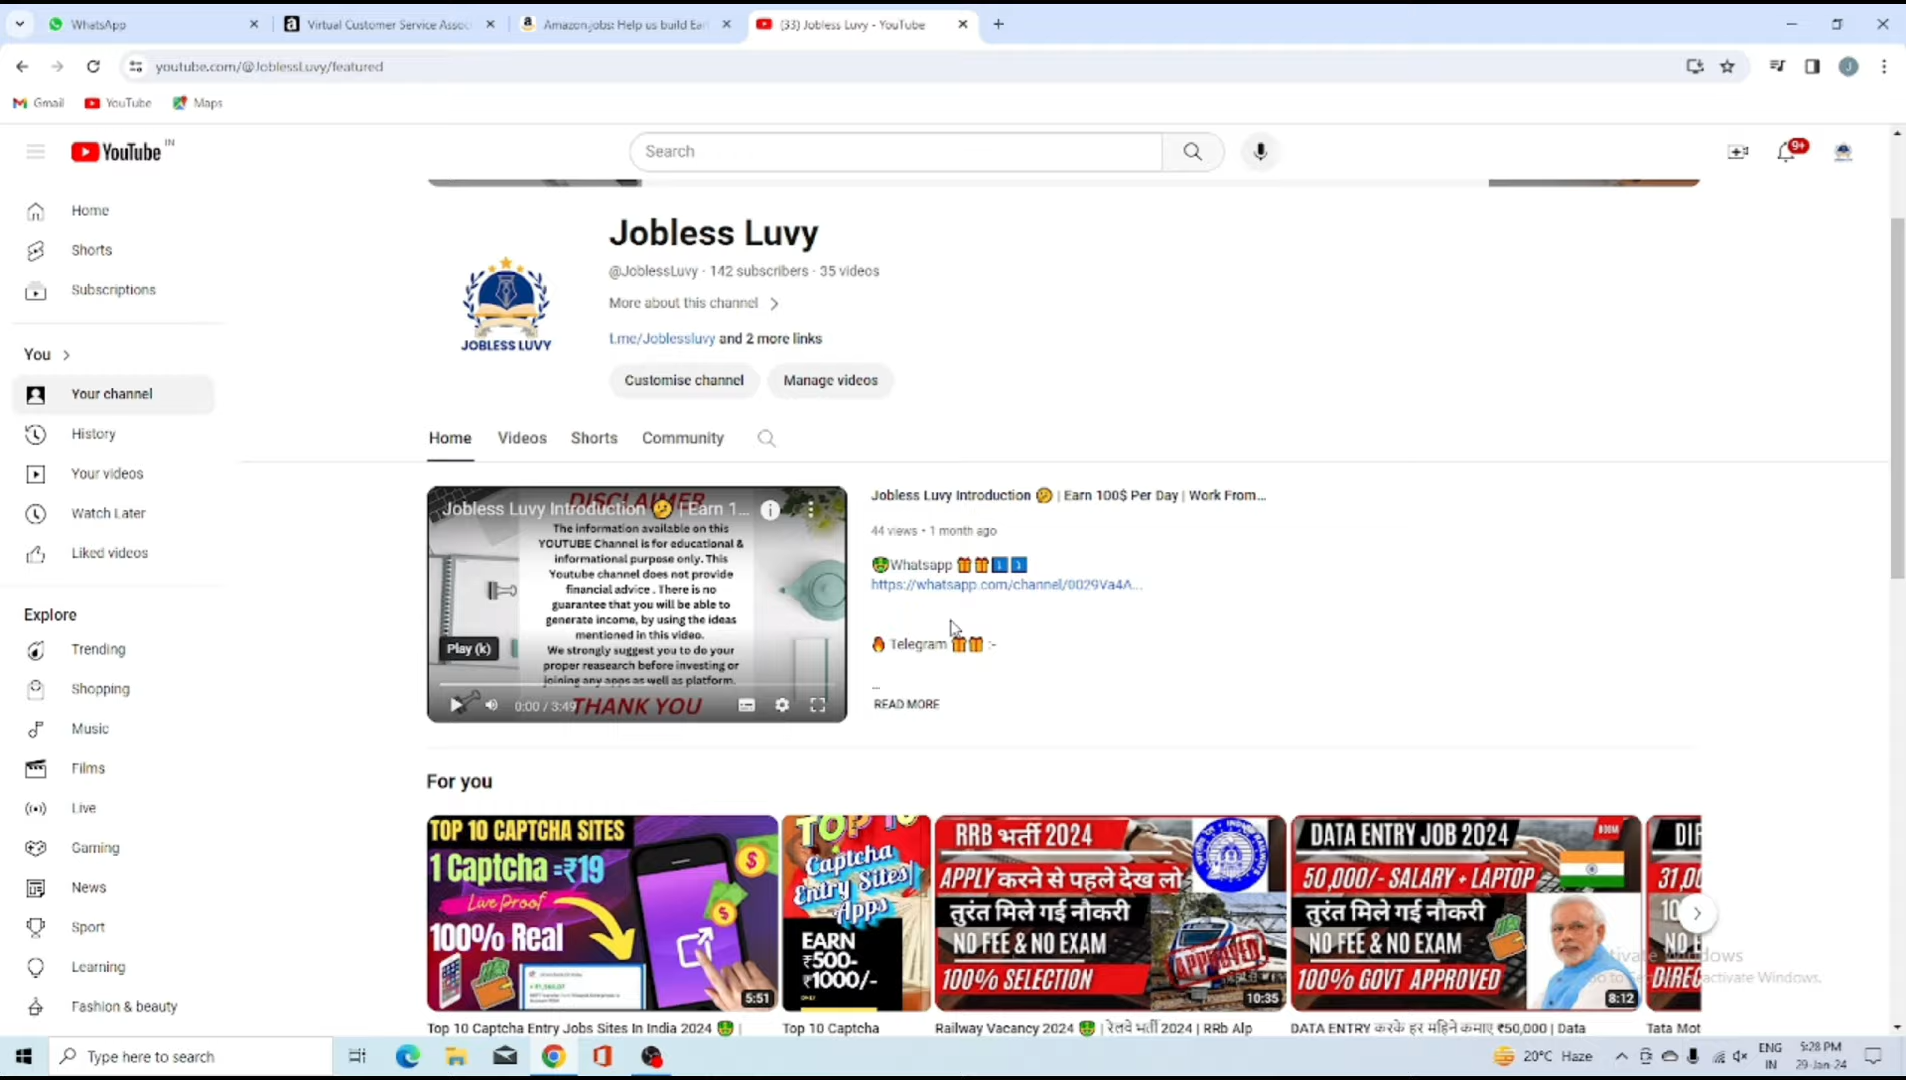 WhatsApp
Virtual Customer Service Assoc
Amazon.jobs: Help us build Ear
(33) Jobless Luvy - YouTube
youtube.com/@JoblessLuvy/featured
J
Gmail
YouTube
Maps
YouTube IN
Search
9+
Home
Shorts
Subscriptions
You
Your channel
History
Your videos
Watch Later
Liked videos
Explore
Trending
Shopping
Music
Films
Live
Gaming
News
Sport
Learning
Fashion & beauty
JOBLESS LUVY
Jobless Luvy
@JoblessLuvy · 142 subscribers · 35 videos
More about this channel
t.me/Joblessluvy and 2 more links
Customise channel
Manage videos
Home
Videos
Shorts
Community
DISCLAIMER
Jobless Luvy Introduction 🤔 | Earn 1...
The information available on this
YOUTUBE Channel is for educational &
informational purpose only. This
Youtube channel does not provide
financial advice . There is no
guarantee that you will be able to
generate income, by using the ideas
mentioned in this video.
We strongly suggest you to do your
proper reasearch before investing or
joining any apps as well as platform.
THANK YOU
Play (k)
0:00 / 3:49
Jobless Luvy Introduction 🤔 | Earn 100$ Per Day | Work From...
44 views • 1 month ago
🤑Whatsapp 🎁🎁
https://whatsapp.com/channel/0029Va4A...
🔥 Telegram 🎁🎁 :-
...
READ MORE
For you
TOP 10 CAPTCHA SITES
1 Captcha =₹19
Live Proof
100% Real
5:51
Top 10 Captcha Entry Jobs Sites In India 2024 🤑 |
TOP 10
Captcha
Entry Sites
Apps
EARN
₹500-
₹1000/-
Top 10 Captcha
RRB भर्ती 2024
APPLY करने से पहले देख लो
तुरंत मिले गई नौकरी
NO FEE & NO EXAM
100% SELECTION
APPROVED
10:35
Railway Vacancy 2024 🤑 | रेलवे भर्ती 2024 | RRb Alp
DATA ENTRY JOB 2024
BOOM
50,000/- SALARY + LAPTOP
तुरंत मिले गई नौकरी
NO FEE & NO EXAM
100% GOVT APPROVED
8:12
DATA ENTRY करके हर महिने कमाए ₹50,000 | Data
Tata Mot
Type here to search
20°C Haze
ENG
IN
5:28 PM
29-Jan-24